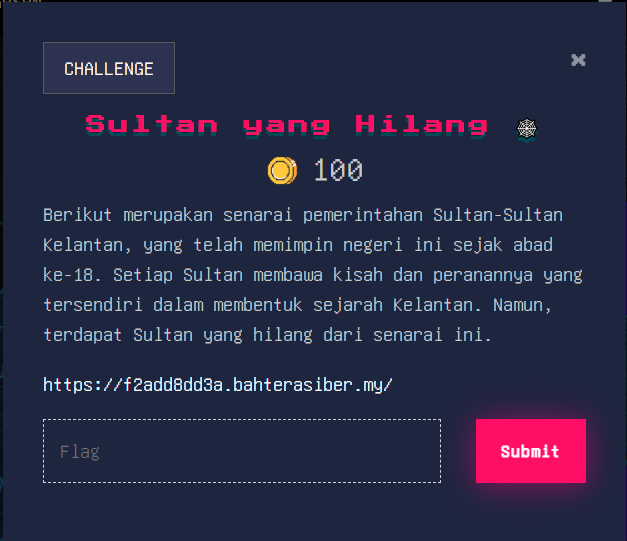 CHALLENGE
×
Sultan yang Hilang
100
Berikut merupakan senarai pemerintahan Sultan-Sultan
Kelantan, yang telah memimpin negeri ini sejak abad
ke-18. Setiap Sultan membawa kisah dan peranannya yang
tersendiri dalam membentuk sejarah Kelantan. Namun,
terdapat Sultan yang hilang dari senarai ini.
https://f2add8dd3a.bahterasiber.my/
Flag
Submit